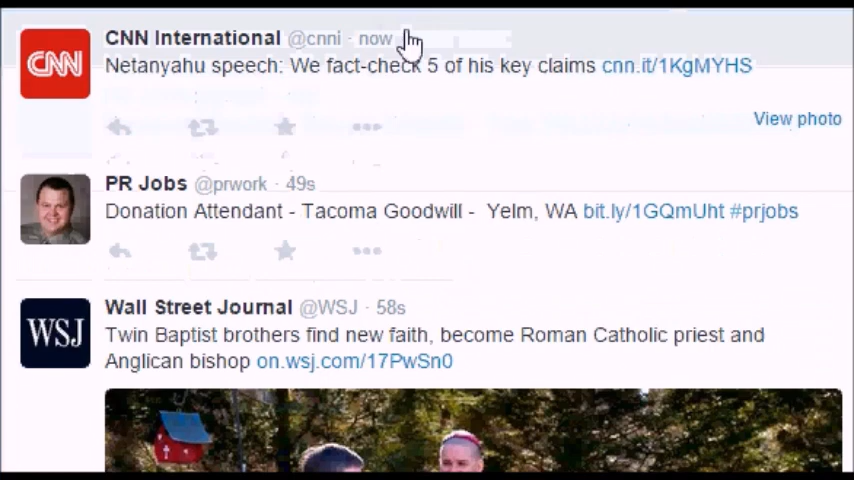 CNN
CNN International @cnni · now
Netanyahu speech: We fact-check 5 of his key claims cnn.it/1KgMYHS
View photo
PR Jobs @prwork · 49s
Donation Attendant - Tacoma Goodwill - Yelm, WA bit.ly/1GQmUht #prjobs
WSJ
Wall Street Journal @WSJ · 58s
Twin Baptist brothers find new faith, become Roman Catholic priest and
Anglican bishop on.wsj.com/17PwSn0